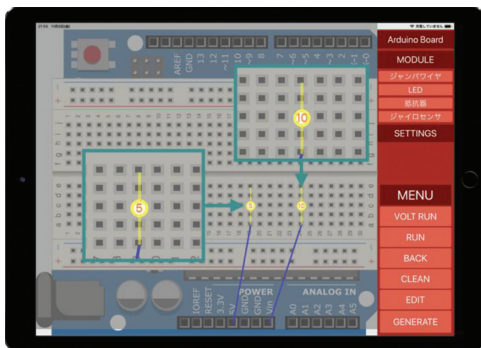 Arduino Board
MODULE
ジャンパワイヤ
LED
抵抗器
ジャイロセンサ
SETTINGS
MENU
VOLT RUN
RUN
BACK
CLEAN
EDIT
GENERATE
AREF
GND
13
12
~11
~10
~9
8
7
~6
~5
4
~3
2
10
5
5
10
IOREF
RESET
3.3V
5V
GND
GND
Vin
POWER
ANALOG IN
A0
A1
A2
A3
A4
A5